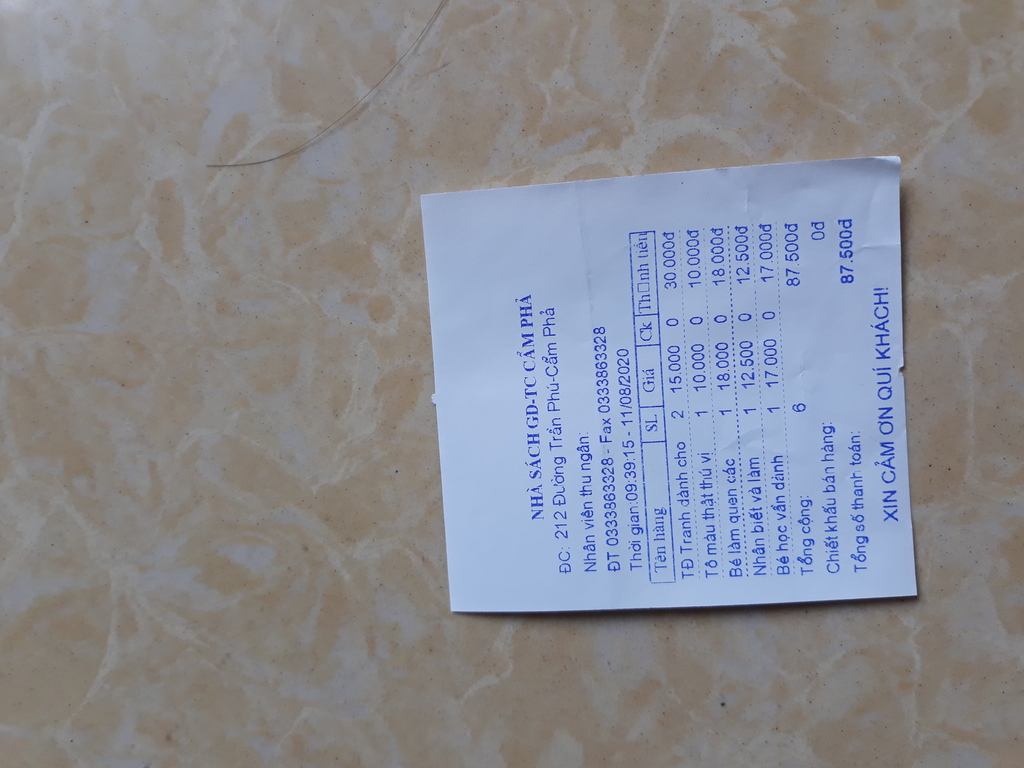 NHÀ SÁCH GD-TC CẨM PHẢ
ĐC: 212 Đường Trần Phú-Cẩm Phả
Nhân viên thu ngân:
ĐT 0333863328 - Fax 0333863328
Thời gian:09:39:15 - 11/08/2020
Tên hàng SL Giá Ck Th□nh tiền
TĐ Tranh dành cho 2 15.000 0 30.000đ
Tô màu thật thú vị 1 10.000 0 10.000đ
Bé làm quen các 1 18.000 0 18.000đ
Nhận biết và làm 1 12.500 0 12.500đ
Bé học vần dành 1 17.000 0 17.000đ
Tổng cộng: 6 87.500đ
Chiết khấu bán hàng: 0đ
Tổng số thanh toán: 87.500đ
XIN CẢM ƠN QUÍ KHÁCH!